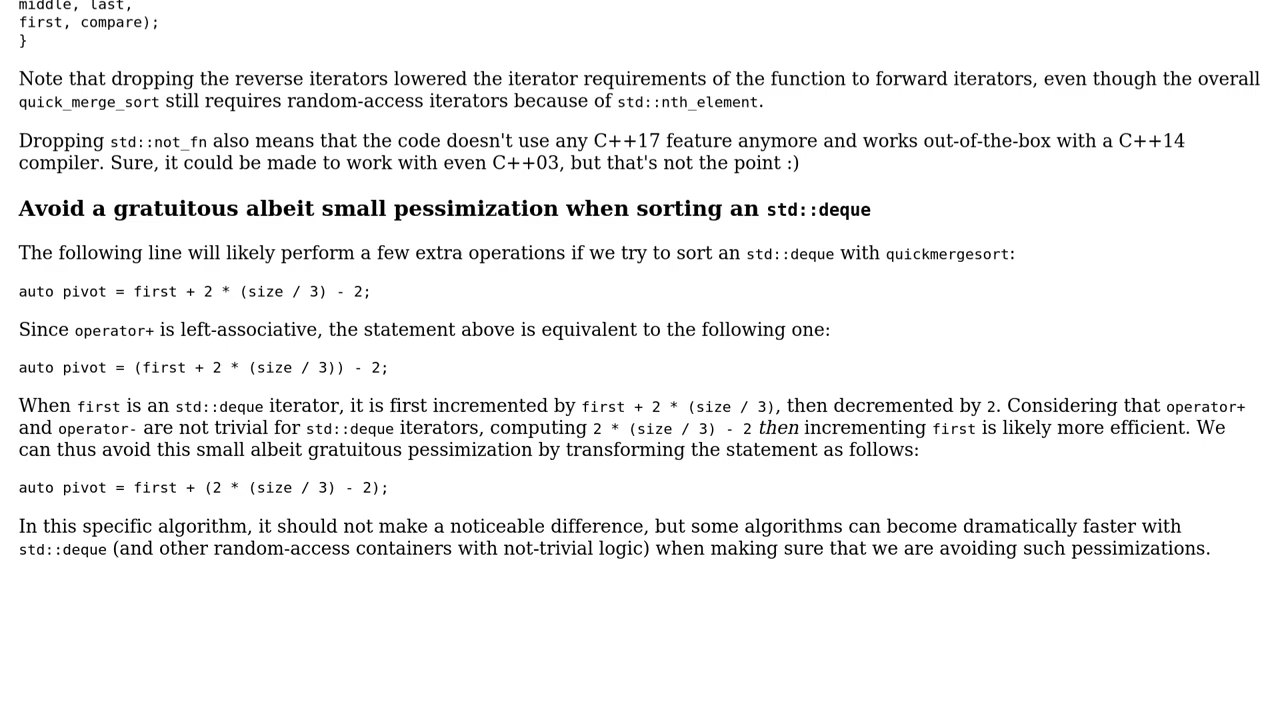 middle, last,
first, compare);
}
Note that dropping the reverse iterators lowered the iterator requirements of the function to forward iterators, even though the overall
quick_merge_sort still requires random-access iterators because of std::nth_element.
Dropping std::not_fn also means that the code doesn't use any C++17 feature anymore and works out-of-the-box with a C++14
compiler. Sure, it could be made to work with even C++03, but that's not the point :)
Avoid a gratuitous albeit small pessimization when sorting an std::deque
The following line will likely perform a few extra operations if we try to sort an std::deque with quickmergesort:
auto pivot = first + 2 * (size / 3) - 2;
Since operator+ is left-associative, the statement above is equivalent to the following one:
auto pivot = (first + 2 * (size / 3)) - 2;
When first is an std::deque iterator, it is first incremented by first + 2 * (size / 3), then decremented by 2. Considering that operator+
and operator- are not trivial for std::deque iterators, computing 2 * (size / 3) - 2 then incrementing first is likely more efficient. We
can thus avoid this small albeit gratuitous pessimization by transforming the statement as follows:
auto pivot = first + (2 * (size / 3) - 2);
In this specific algorithm, it should not make a noticeable difference, but some algorithms can become dramatically faster with
std::deque (and other random-access containers with not-trivial logic) when making sure that we are avoiding such pessimizations.